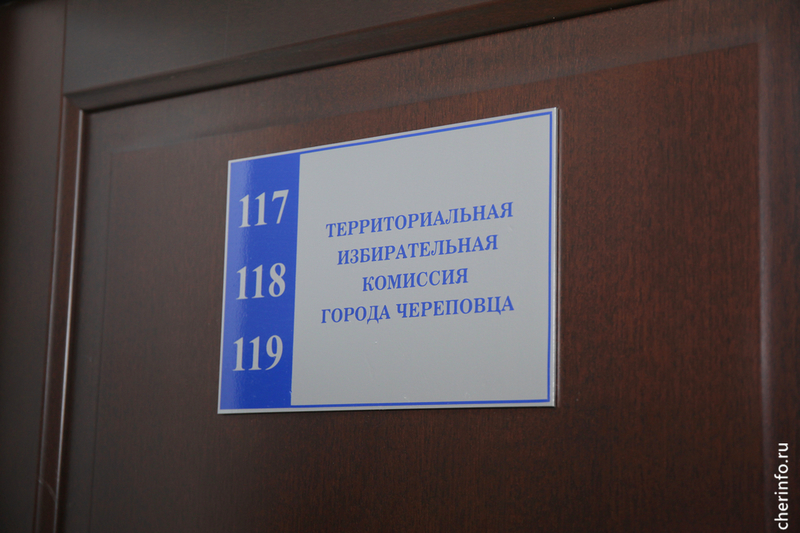 117
118
119
ТЕРРИТОРИАЛЬНАЯ
ИЗБИРАТЕЛЬНАЯ
КОМИССИЯ
ГОРОДА ЧЕРЕПОВЦА
cherinfo.ru